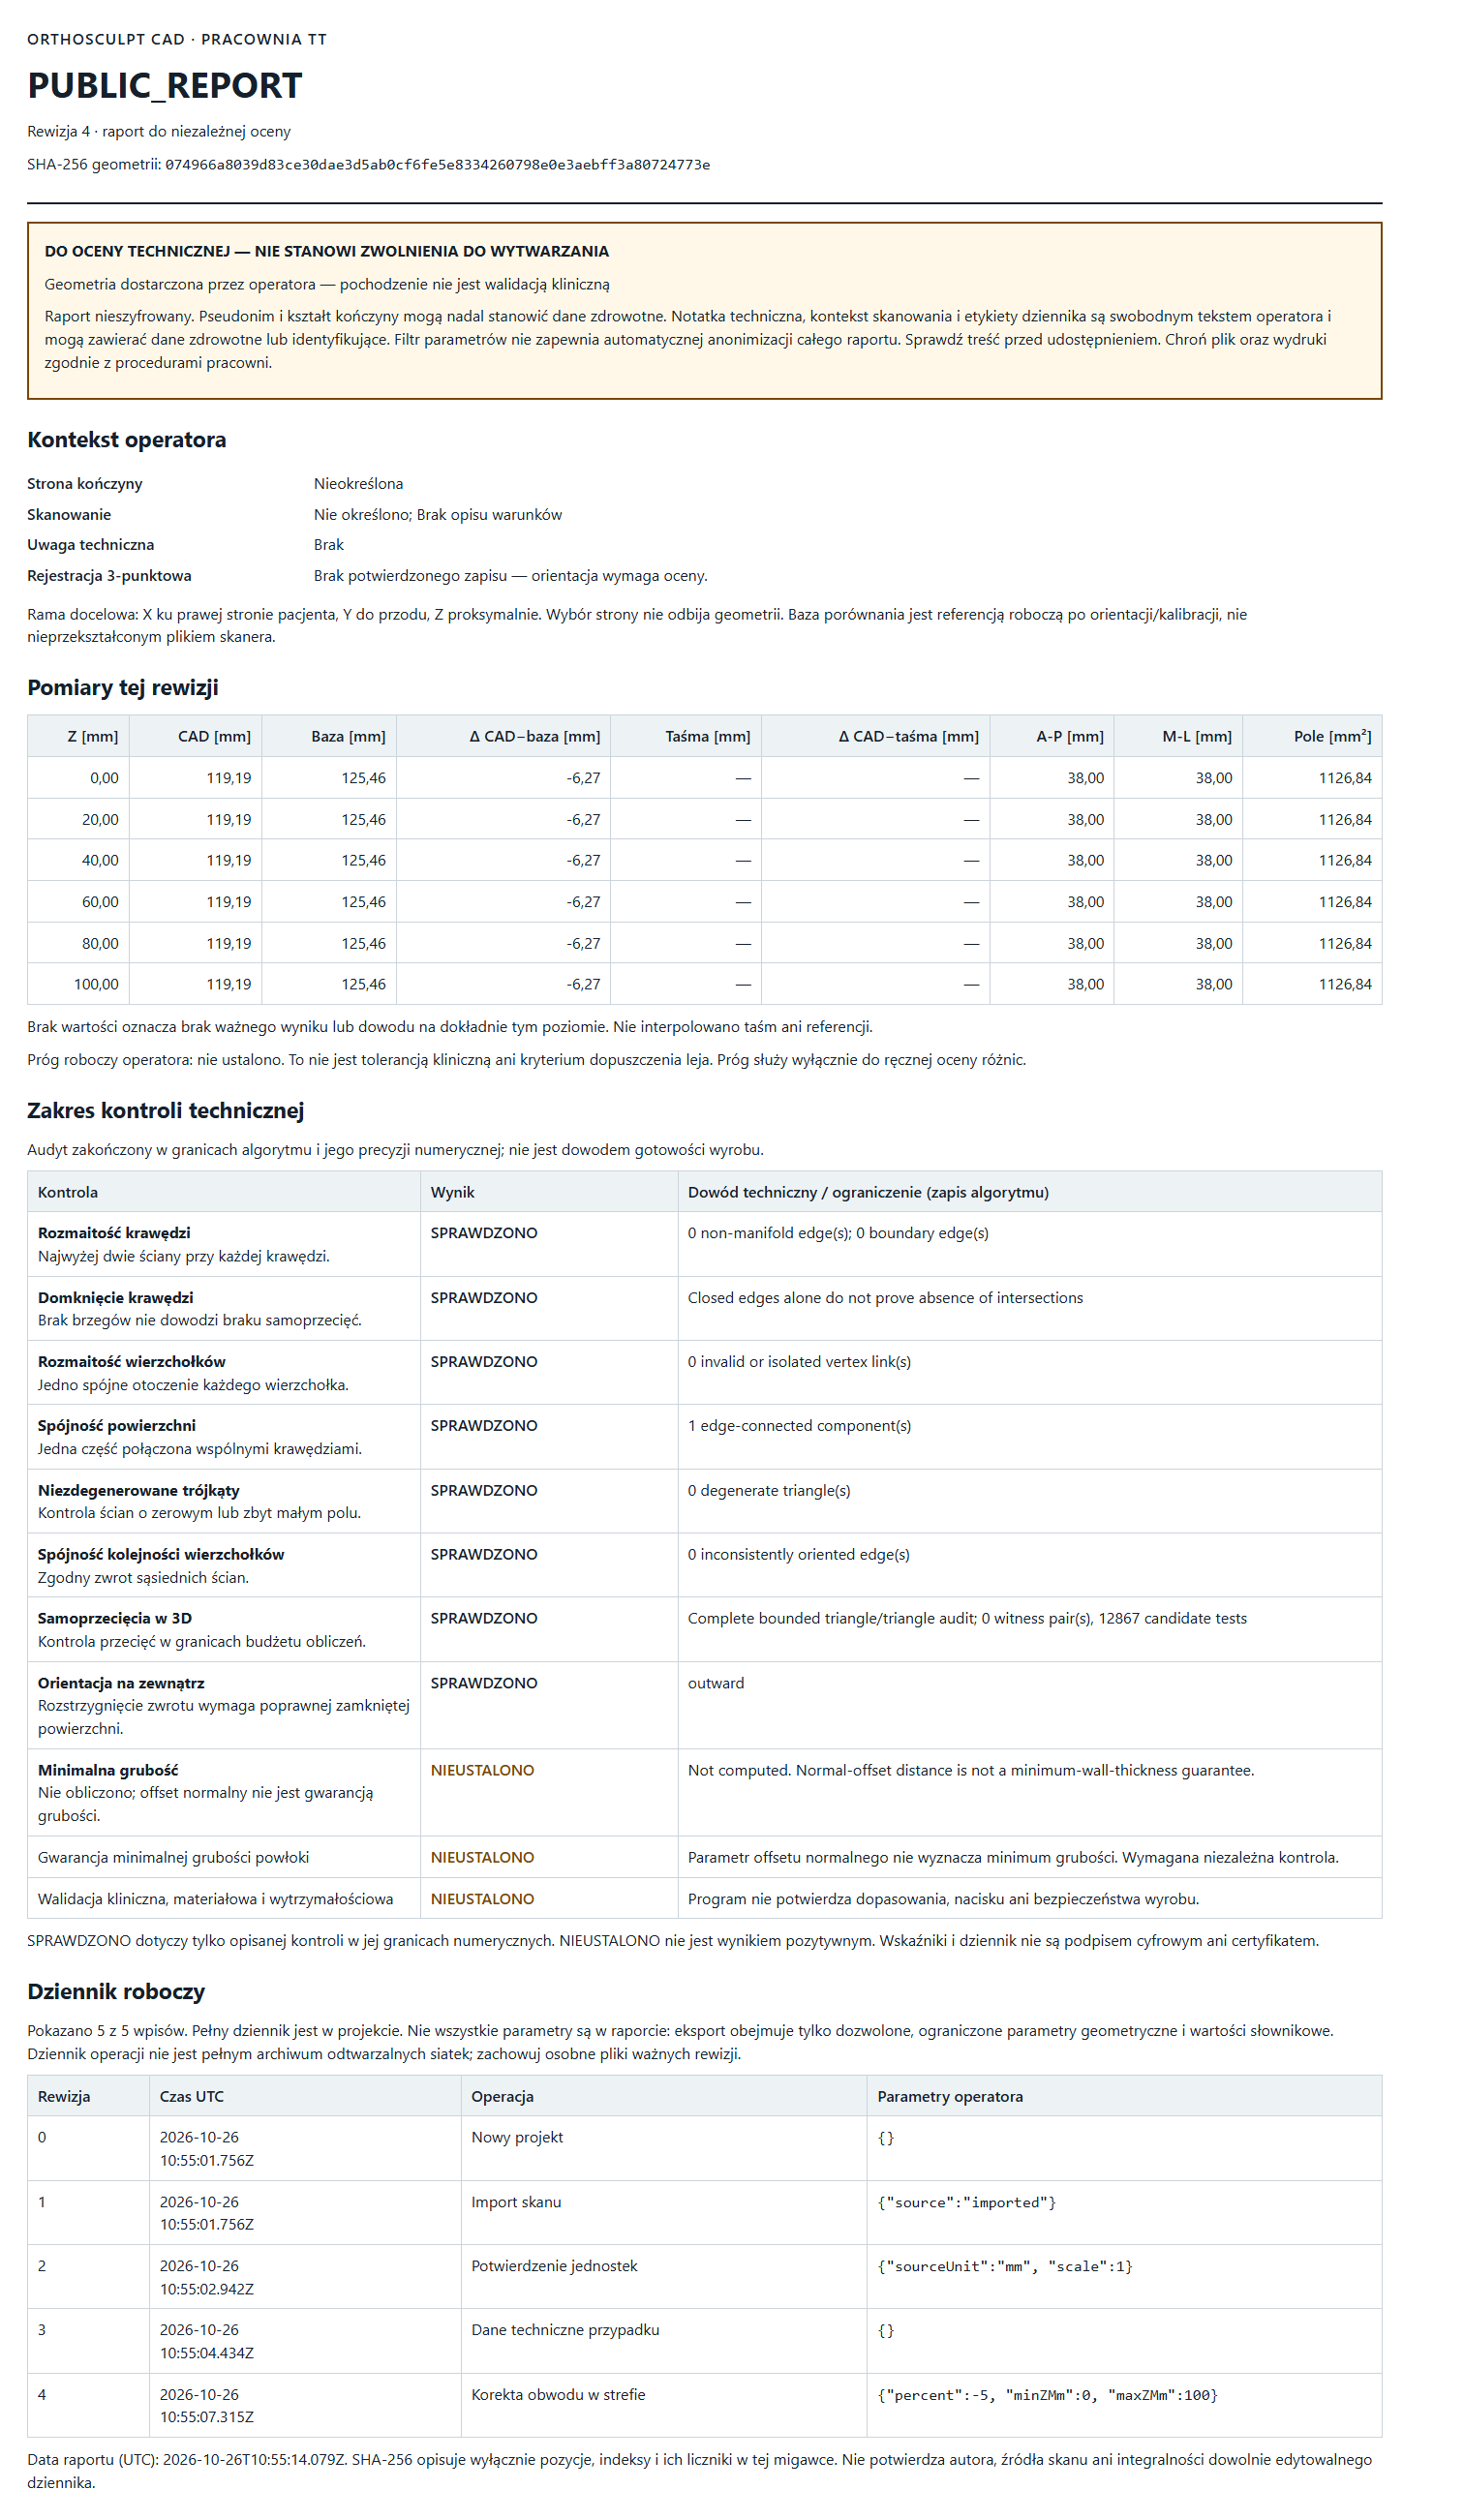 ORTHOSCULPT CAD · PRACOWNIA TT
PUBLIC_REPORT
Rewizja 4 · raport do niezależnej oceny
SHA-256 geometrii: 074966a8039d83ce30dae3d5ab0cf6fe5e8334260798e0e3aebff3a80724773e
DO OCENY TECHNICZNEJ — NIE STANOWI ZWOLNIENIA DO WYTWARZANIA
Geometria dostarczona przez operatora — pochodzenie nie jest walidacją kliniczną
Raport nieszyfrowany. Pseudonim i kształt kończyny mogą nadal stanowić dane zdrowotne. Notatka techniczna, kontekst skanowania i etykiety dziennika są swobodnym tekstem operatora i
mogą zawierać dane zdrowotne lub identyfikujące. Filtr parametrów nie zapewnia automatycznej anonimizacji całego raportu. Sprawdź treść przed udostępnieniem. Chroń plik oraz wydruki
zgodnie z procedurami pracowni.
Kontekst operatora
Strona kończyny Nieokreślona
Skanowanie Nie określono; Brak opisu warunków
Uwaga techniczna Brak
Rejestracja 3-punktowa Brak potwierdzonego zapisu — orientacja wymaga oceny.
Rama docelowa: X ku prawej stronie pacjenta, Y do przodu, Z proksymalnie. Wybór strony nie odbija geometrii. Baza porównania jest referencją roboczą po orientacji/kalibracji, nie
nieprzekształconym plikiem skanera.
Pomiary tej rewizji
Z [mm] CAD [mm] Baza [mm] Δ CAD−baza [mm] Taśma [mm] Δ CAD−taśma [mm] A-P [mm] M-L [mm] Pole [mm²]
0,00 119,19 125,46 -6,27 — — 38,00 38,00 1126,84
20,00 119,19 125,46 -6,27 — — 38,00 38,00 1126,84
40,00 119,19 125,46 -6,27 — — 38,00 38,00 1126,84
60,00 119,19 125,46 -6,27 — — 38,00 38,00 1126,84
80,00 119,19 125,46 -6,27 — — 38,00 38,00 1126,84
100,00 119,19 125,46 -6,27 — — 38,00 38,00 1126,84
Brak wartości oznacza brak ważnego wyniku lub dowodu na dokładnie tym poziomie. Nie interpolowano taśm ani referencji.
Próg roboczy operatora: nie ustalono. To nie jest tolerancją kliniczną ani kryterium dopuszczenia leja. Próg służy wyłącznie do ręcznej oceny różnic.
Zakres kontroli technicznej
Audyt zakończony w granicach algorytmu i jego precyzji numerycznej; nie jest dowodem gotowości wyrobu.
Kontrola Wynik Dowód techniczny / ograniczenie (zapis algorytmu)
Rozmaitość krawędzi SPRAWDZONO 0 non-manifold edge(s); 0 boundary edge(s)
Najwyżej dwie ściany przy każdej krawędzi.
Domknięcie krawędzi SPRAWDZONO Closed edges alone do not prove absence of intersections
Brak brzegów nie dowodzi braku samoprzecięć.
Rozmaitość wierzchołków SPRAWDZONO 0 invalid or isolated vertex link(s)
Jedno spójne otoczenie każdego wierzchołka.
Spójność powierzchni SPRAWDZONO 1 edge-connected component(s)
Jedna część połączona wspólnymi krawędziami.
Niezdegenerowane trójkąty SPRAWDZONO 0 degenerate triangle(s)
Kontrola ścian o zerowym lub zbyt małym polu.
Spójność kolejności wierzchołków SPRAWDZONO 0 inconsistently oriented edge(s)
Zgodny zwrot sąsiednich ścian.
Samoprzecięcia w 3D SPRAWDZONO Complete bounded triangle/triangle audit; 0 witness pair(s), 12867 candidate tests
Kontrola przecięć w granicach budżetu obliczeń.
Orientacja na zewnątrz SPRAWDZONO outward
Rozstrzygnięcie zwrotu wymaga poprawnej zamkniętej
powierzchni.
Minimalna grubość NIEUSTALONO Not computed. Normal-offset distance is not a minimum-wall-thickness guarantee.
Nie obliczono; offset normalny nie jest gwarancją
grubości.
Gwarancja minimalnej grubości powłoki NIEUSTALONO Parametr offsetu normalnego nie wyznacza minimum grubości. Wymagana niezależna kontrola.
Walidacja kliniczna, materiałowa i wytrzymałościowa NIEUSTALONO Program nie potwierdza dopasowania, nacisku ani bezpieczeństwa wyrobu.
SPRAWDZONO dotyczy tylko opisanej kontroli w jej granicach numerycznych. NIEUSTALONO nie jest wynikiem pozytywnym. Wskaźniki i dziennik nie są podpisem cyfrowym ani certyfikatem.
Dziennik roboczy
Pokazano 5 z 5 wpisów. Pełny dziennik jest w projekcie. Nie wszystkie parametry są w raporcie: eksport obejmuje tylko dozwolone, ograniczone parametry geometryczne i wartości słownikowe.
Dziennik operacji nie jest pełnym archiwum odtwarzalnych siatek; zachowuj osobne pliki ważnych rewizji.
Rewizja Czas UTC Operacja Parametry operatora
0 2026-10-26 Nowy projekt {}
10:55:01.756Z
1 2026-10-26 Import skanu {"source":"imported"}
10:55:01.756Z
2 2026-10-26 Potwierdzenie jednostek {"sourceUnit":"mm", "scale":1}
10:55:02.942Z
3 2026-10-26 Dane techniczne przypadku {}
10:55:04.434Z
4 2026-10-26 Korekta obwodu w strefie {"percent":-5, "minZMm":0, "maxZMm":100}
10:55:07.315Z
Data raportu (UTC): 2026-10-26T10:55:14.079Z. SHA-256 opisuje wyłącznie pozycje, indeksy i ich liczniki w tej migawce. Nie potwierdza autora, źródła skanu ani integralności dowolnie edytowalnego
dziennika.